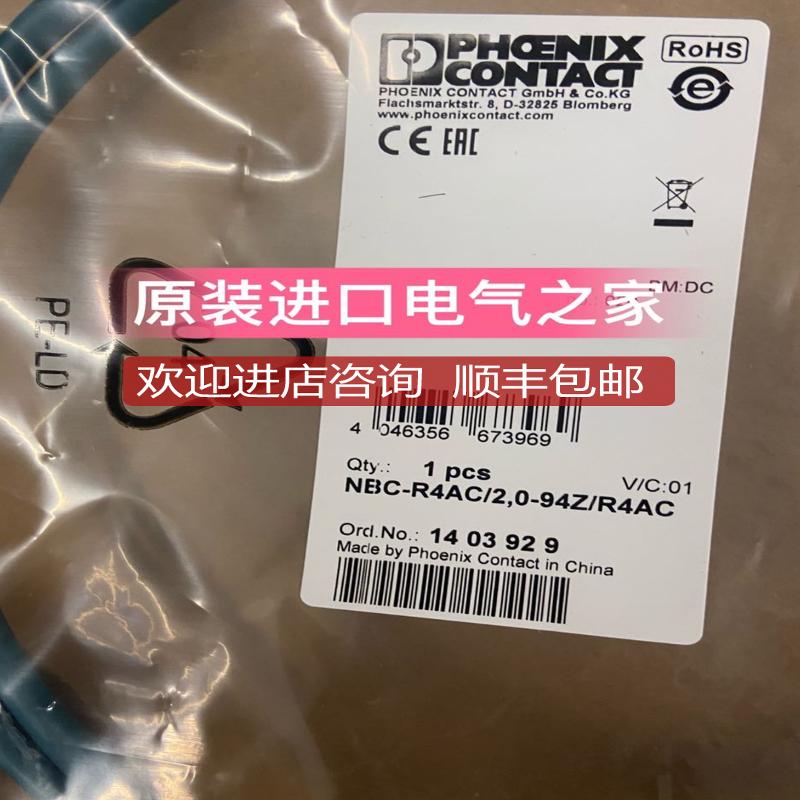 PHOENIX
CONTACT
RoHS
PHOENIX CONTACT GmbH & Co.KG
Flachsmarktstr. 8, D-32825 Blomberg
www.phoenixcontact.com
CE EAC
PM:DC
原装进口电气之家
欢迎进店咨询 顺丰包邮
PE-LD
04
4 046356 673969
Qty.: 1 pcs
V/C:01
NBC-R4AC/2,0-94Z/R4AC
Ord.No.: 14 03 92 9
Made by Phoenix Contact in China